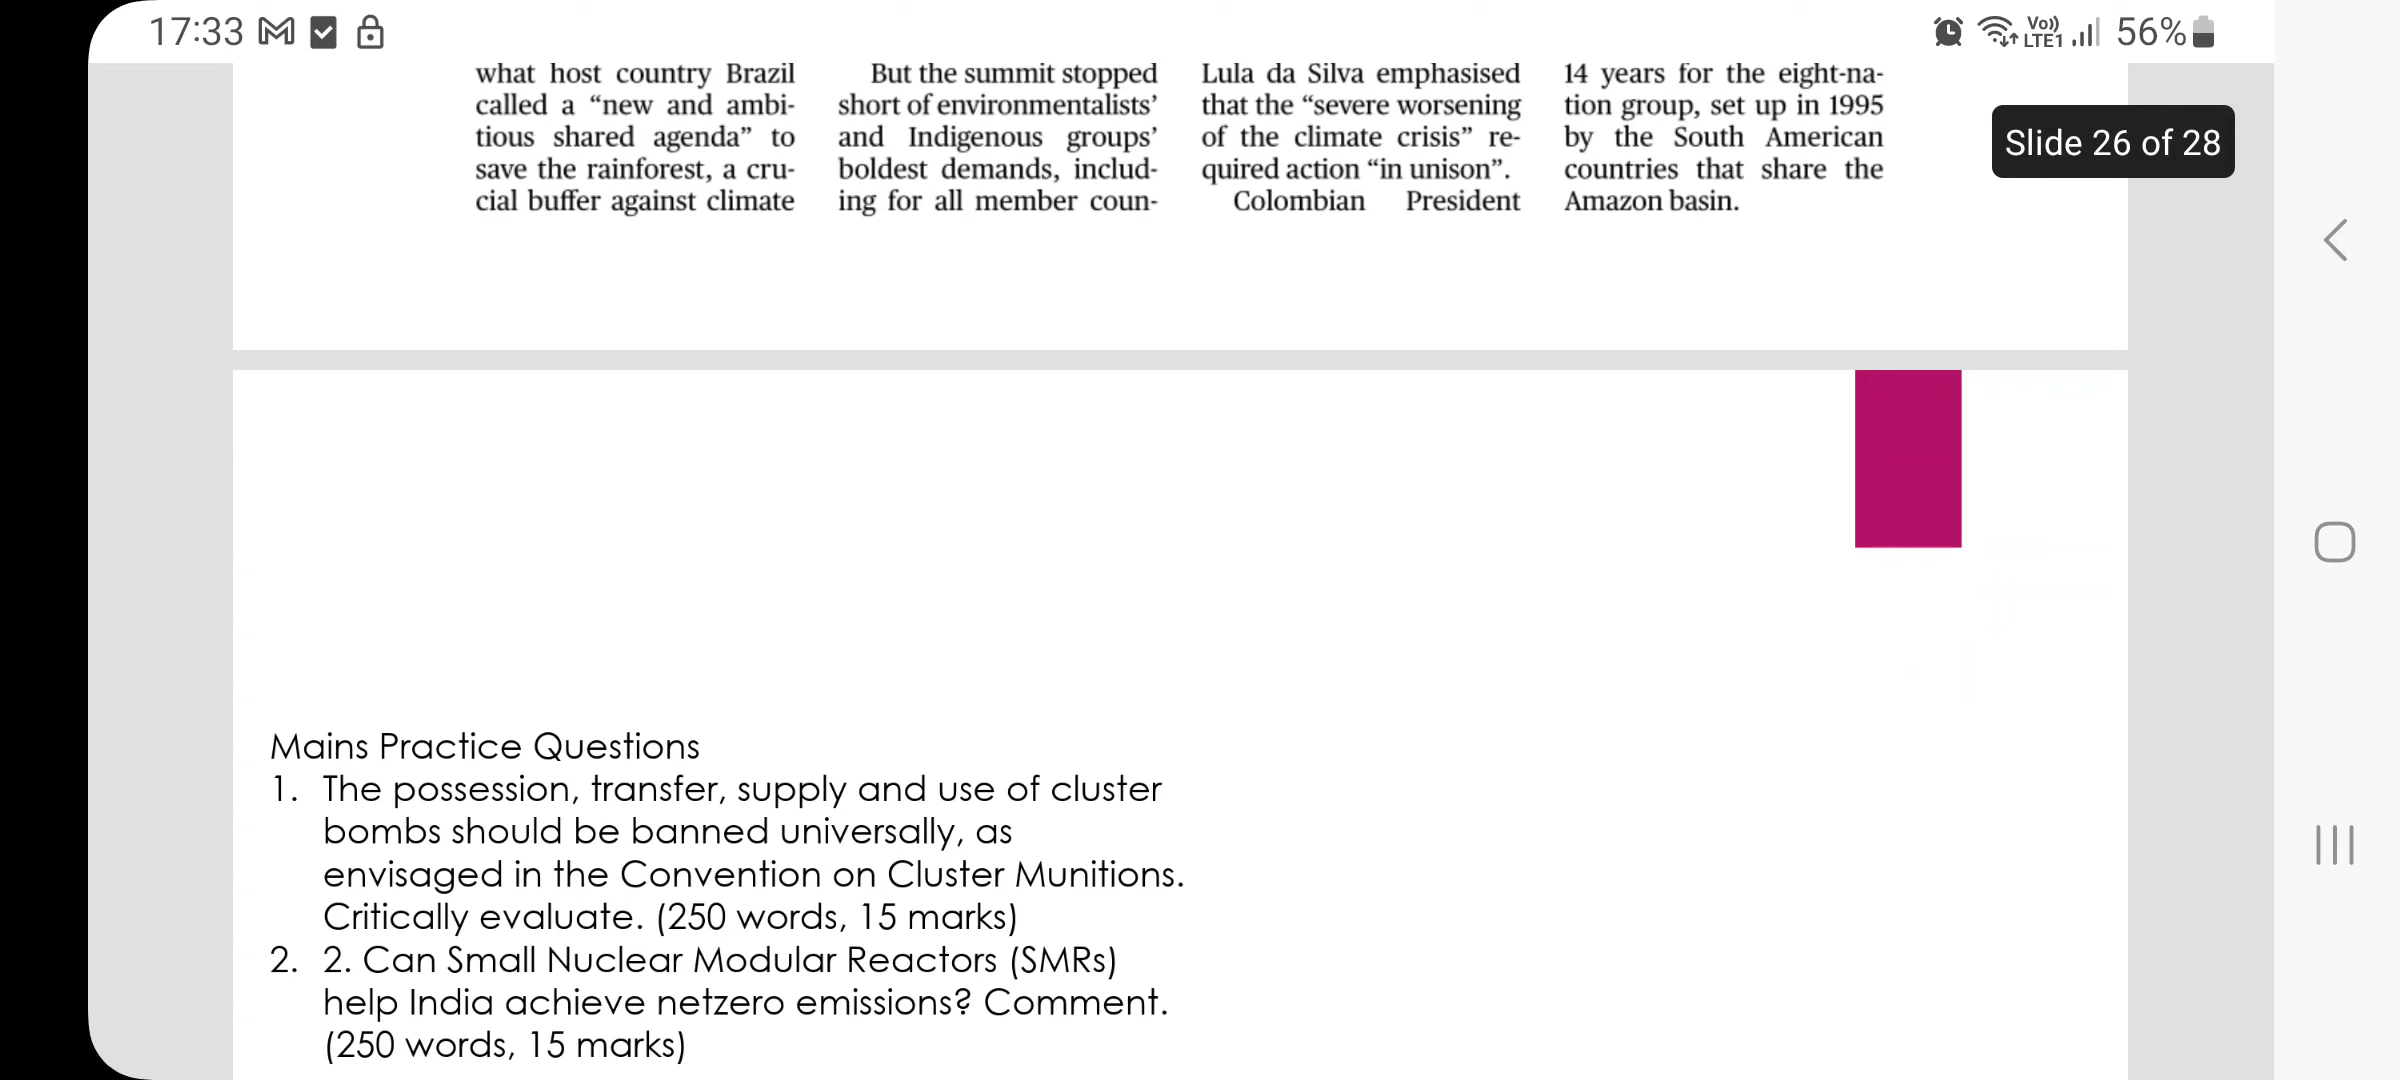 17:33
Vo))
LTE1
56%
what host country Brazil
called a “new and ambi-
tious shared agenda” to
save the rainforest, a cru-
cial buffer against climate
But the summit stopped
short of environmentalists’
and Indigenous groups’
boldest demands, includ-
ing for all member coun-
Lula da Silva emphasised
that the “severe worsening
of the climate crisis” re-
quired action “in unison”.
Colombian President
14 years for the eight-na-
tion group, set up in 1995
by the South American
countries that share the
Amazon basin.
Slide 26 of 28
Mains Practice Questions
1. The possession, transfer, supply and use of cluster
bombs should be banned universally, as
envisaged in the Convention on Cluster Munitions.
Critically evaluate. (250 words, 15 marks)
2. 2. Can Small Nuclear Modular Reactors (SMRs)
help India achieve netzero emissions? Comment.
(250 words, 15 marks)